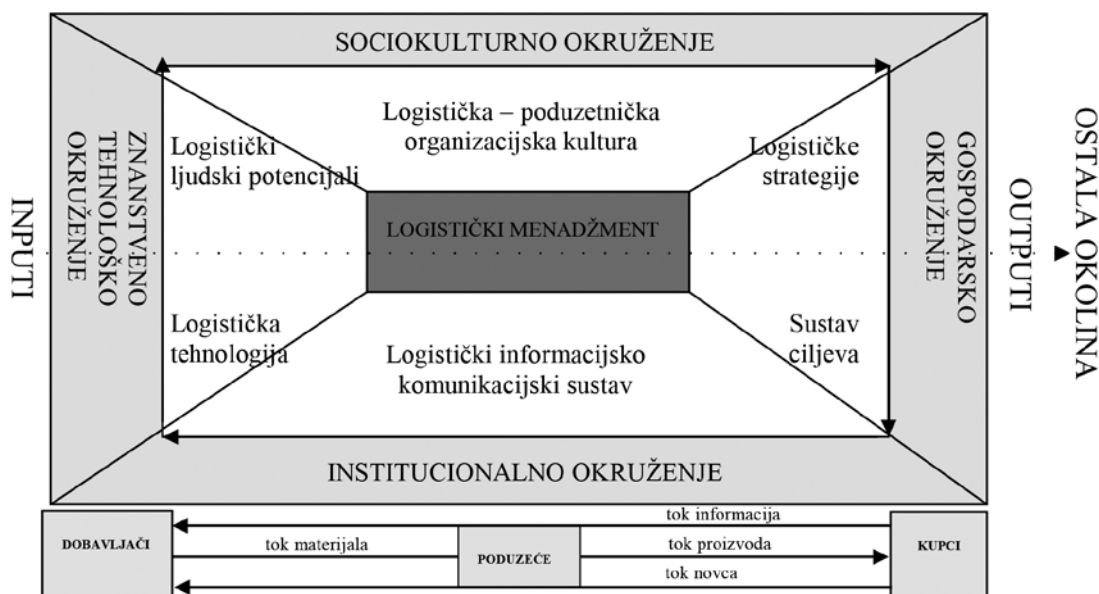 SOCIOKULTURNO OKRUŽENJE
INPUTI
ZNANSTVENO
TEHNOLOŠKO
OKRUŽENJE
Logistički
ljudski potencijali
Logistička – poduzetnička
organizacijska kultura
Logističke
strategije
LOGISTIČKI MENADŽMENT
Logistička
tehnologija
Logistički informacijsko
komunikacijski sustav
Sustav
ciljeva
GOSPODARSKO
OKRUŽENJE
OUTPUTI
OSTALA OKOLINA
INSTITUCIONALNO OKRUŽENJE
DOBAVLJAČI
tok materijala
PODUZEĆE
tok informacija
tok proizvoda
tok novca
KUPCI